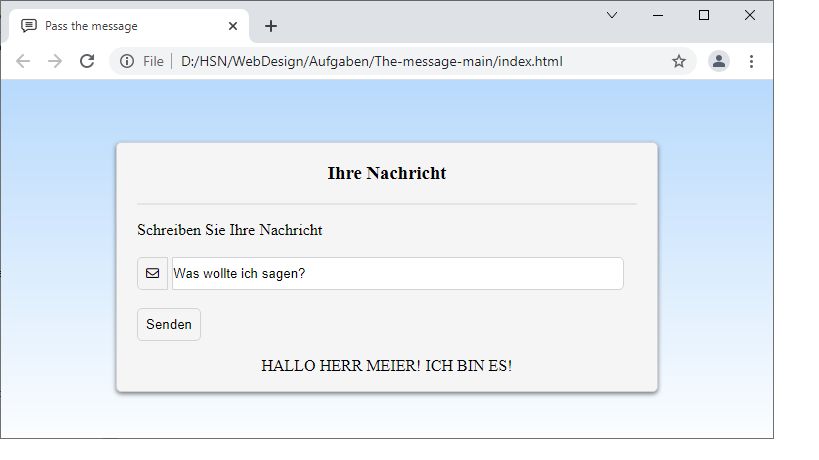 Pass the message
File D:/HSN/WebDesign/Aufgaben/The-message-main/index.html
Ihre Nachricht
Schreiben Sie Ihre Nachricht
Was wollte ich sagen?
Senden
HALLO HERR MEIER! ICH BIN ES!